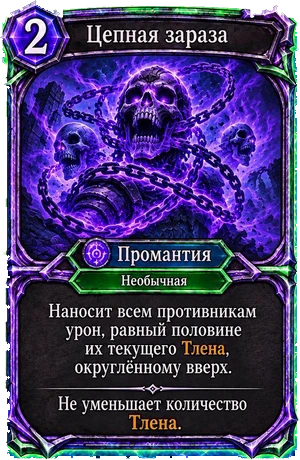 2
Цепная зараза
Промантия
Необычная
Наносит всем противникам
урон, равный половине
их текущего Тлена,
округлённому вверх.
Не уменьшает количество
Тлена.